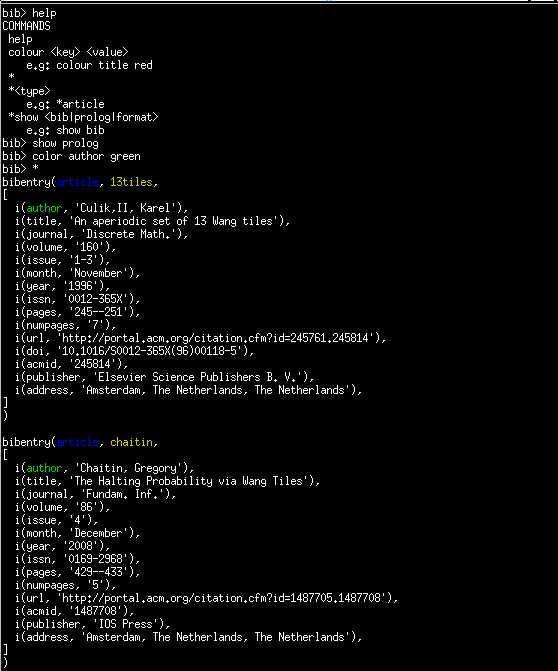 bib> help
COMMANDS
help
colour <key> <value>
e.g: colour title red
*
*<type>
e.g: *article
*show <bib|prolog|format>
e.g: show bib
bib> show prolog
bib> color author green
bib> *
bibentry(article, 13tiles,
[
i(author, 'Culik,II, Karel'),
i(title, 'An aperiodic set of 13 Wang tiles'),
i(journal, 'Discrete Math.'),
i(volume, '160'),
i(issue, '1-3'),
i(month, 'November'),
i(year, '1996'),
i(issn, '0012-365X'),
i(pages, '245--251'),
i(numpages, '7'),
i(url, 'http://portal.acm.org/citation.cfm?id=245761.245814'),
i(doi, '10.1016/S0012-365X(96)00118-5'),
i(acmid, '245814'),
i(publisher, 'Elsevier Science Publishers B. V.'),
i(address, 'Amsterdam, The Netherlands, The Netherlands'),
]
)
bibentry(article, chaitin,
[
i(author, 'Chaitin, Gregory'),
i(title, 'The Halting Probability via Wang Tiles'),
i(journal, 'Fundam. Inf.'),
i(volume, '86'),
i(issue, '4'),
i(month, 'December'),
i(year, '2008'),
i(issn, '0169-2968'),
i(pages, '429--433'),
i(numpages, '5'),
i(url, 'http://portal.acm.org/citation.cfm?id=1487705.1487708'),
i(acmid, '1487708'),
i(publisher, 'IOS Press'),
i(address, 'Amsterdam, The Netherlands, The Netherlands'),
]
)